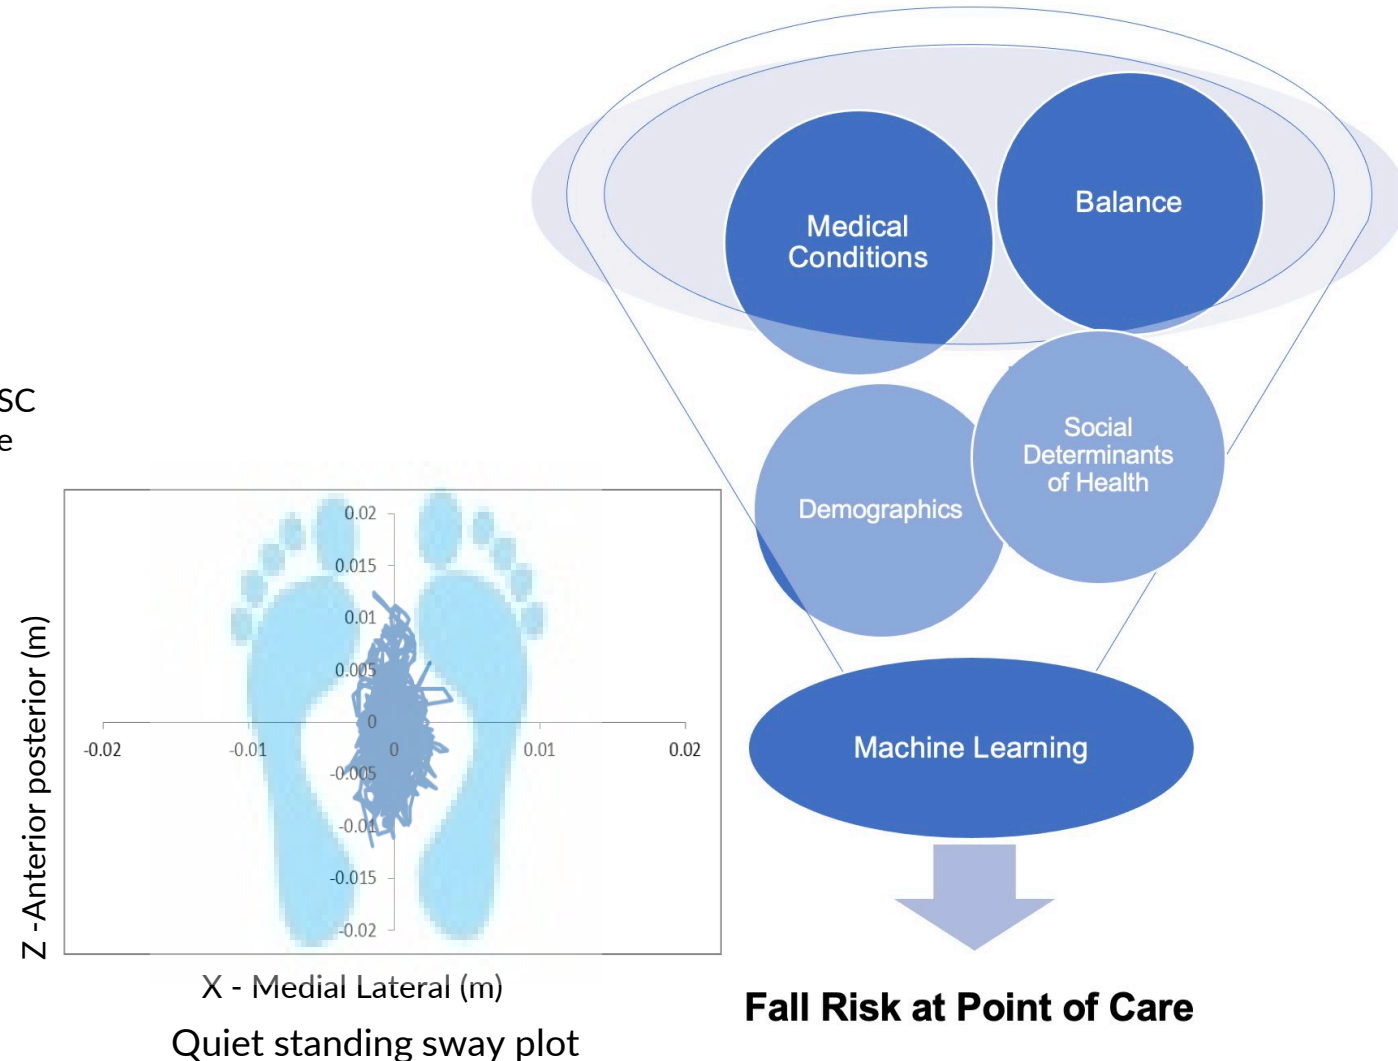 Medical
Conditions
Balance
Social
Determinants
of Health
Demographics
Machine Learning
Fall Risk at Point of Care
SC
e
Z -Anterior posterior (m)
0.02
0.015
0.01
0.005
0
-0.02
-0.01
0
0.01
0.02
-0.005
-0.01
-0.015
-0.02
X - Medial Lateral (m)
Quiet standing sway plot